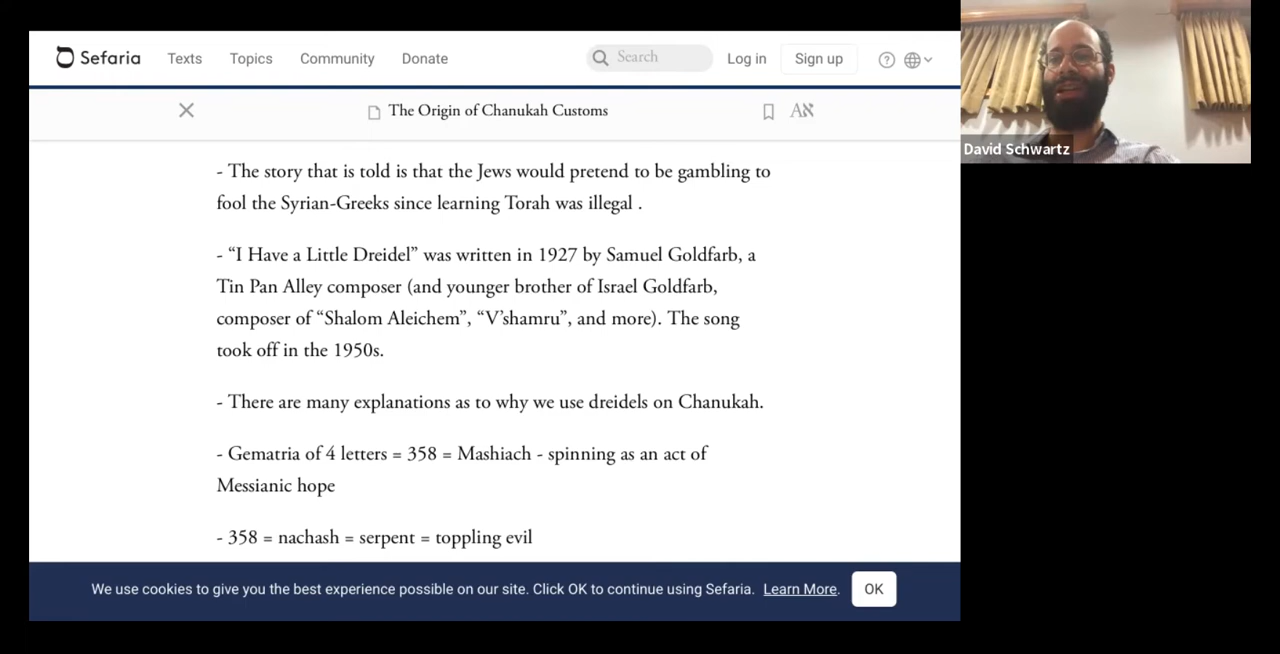 Sefaria Texts Topics Community Donate Search Log in Sign up
The Origin of Chanukah Customs Aא
David Schwartz
- The story that is told is that the Jews would pretend to be gambling to
fool the Syrian-Greeks since learning Torah was illegal .
- “I Have a Little Dreidel” was written in 1927 by Samuel Goldfarb, a
Tin Pan Alley composer (and younger brother of Israel Goldfarb,
composer of “Shalom Aleichem”, “V’shamru”, and more). The song
took off in the 1950s.
- There are many explanations as to why we use dreidels on Chanukah.
- Gematria of 4 letters = 358 = Mashiach - spinning as an act of
Messianic hope
- 358 = nachash = serpent = toppling evil
We use cookies to give you the best experience possible on our site. Click OK to continue using Sefaria. Learn More. OK